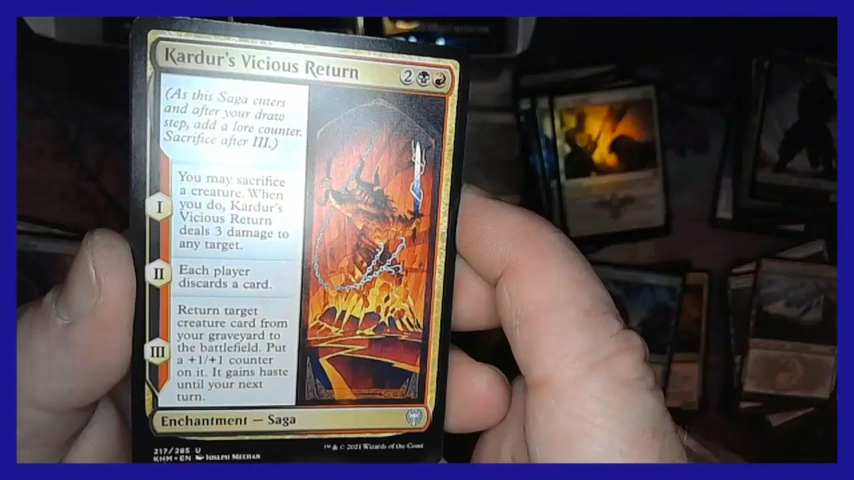 Kardur's Vicious Return
2
(As this Saga enters
and after your draw
step, add a lore counter.
Sacrifice after III.)
I
You may sacrifice
a creature. When
you do, Kardur's
Vicious Return
deals 3 damage to
any target.
II
Each player
discards a card.
III
Return target
creature card from
your graveyard to
the battlefield. Put
a +1/+1 counter
on it. It gains haste
until your next
turn.
Enchantment — Saga
217/285 U
KHM • EN Joseph Meehan
™ & © 2021 Wizards of the Coast